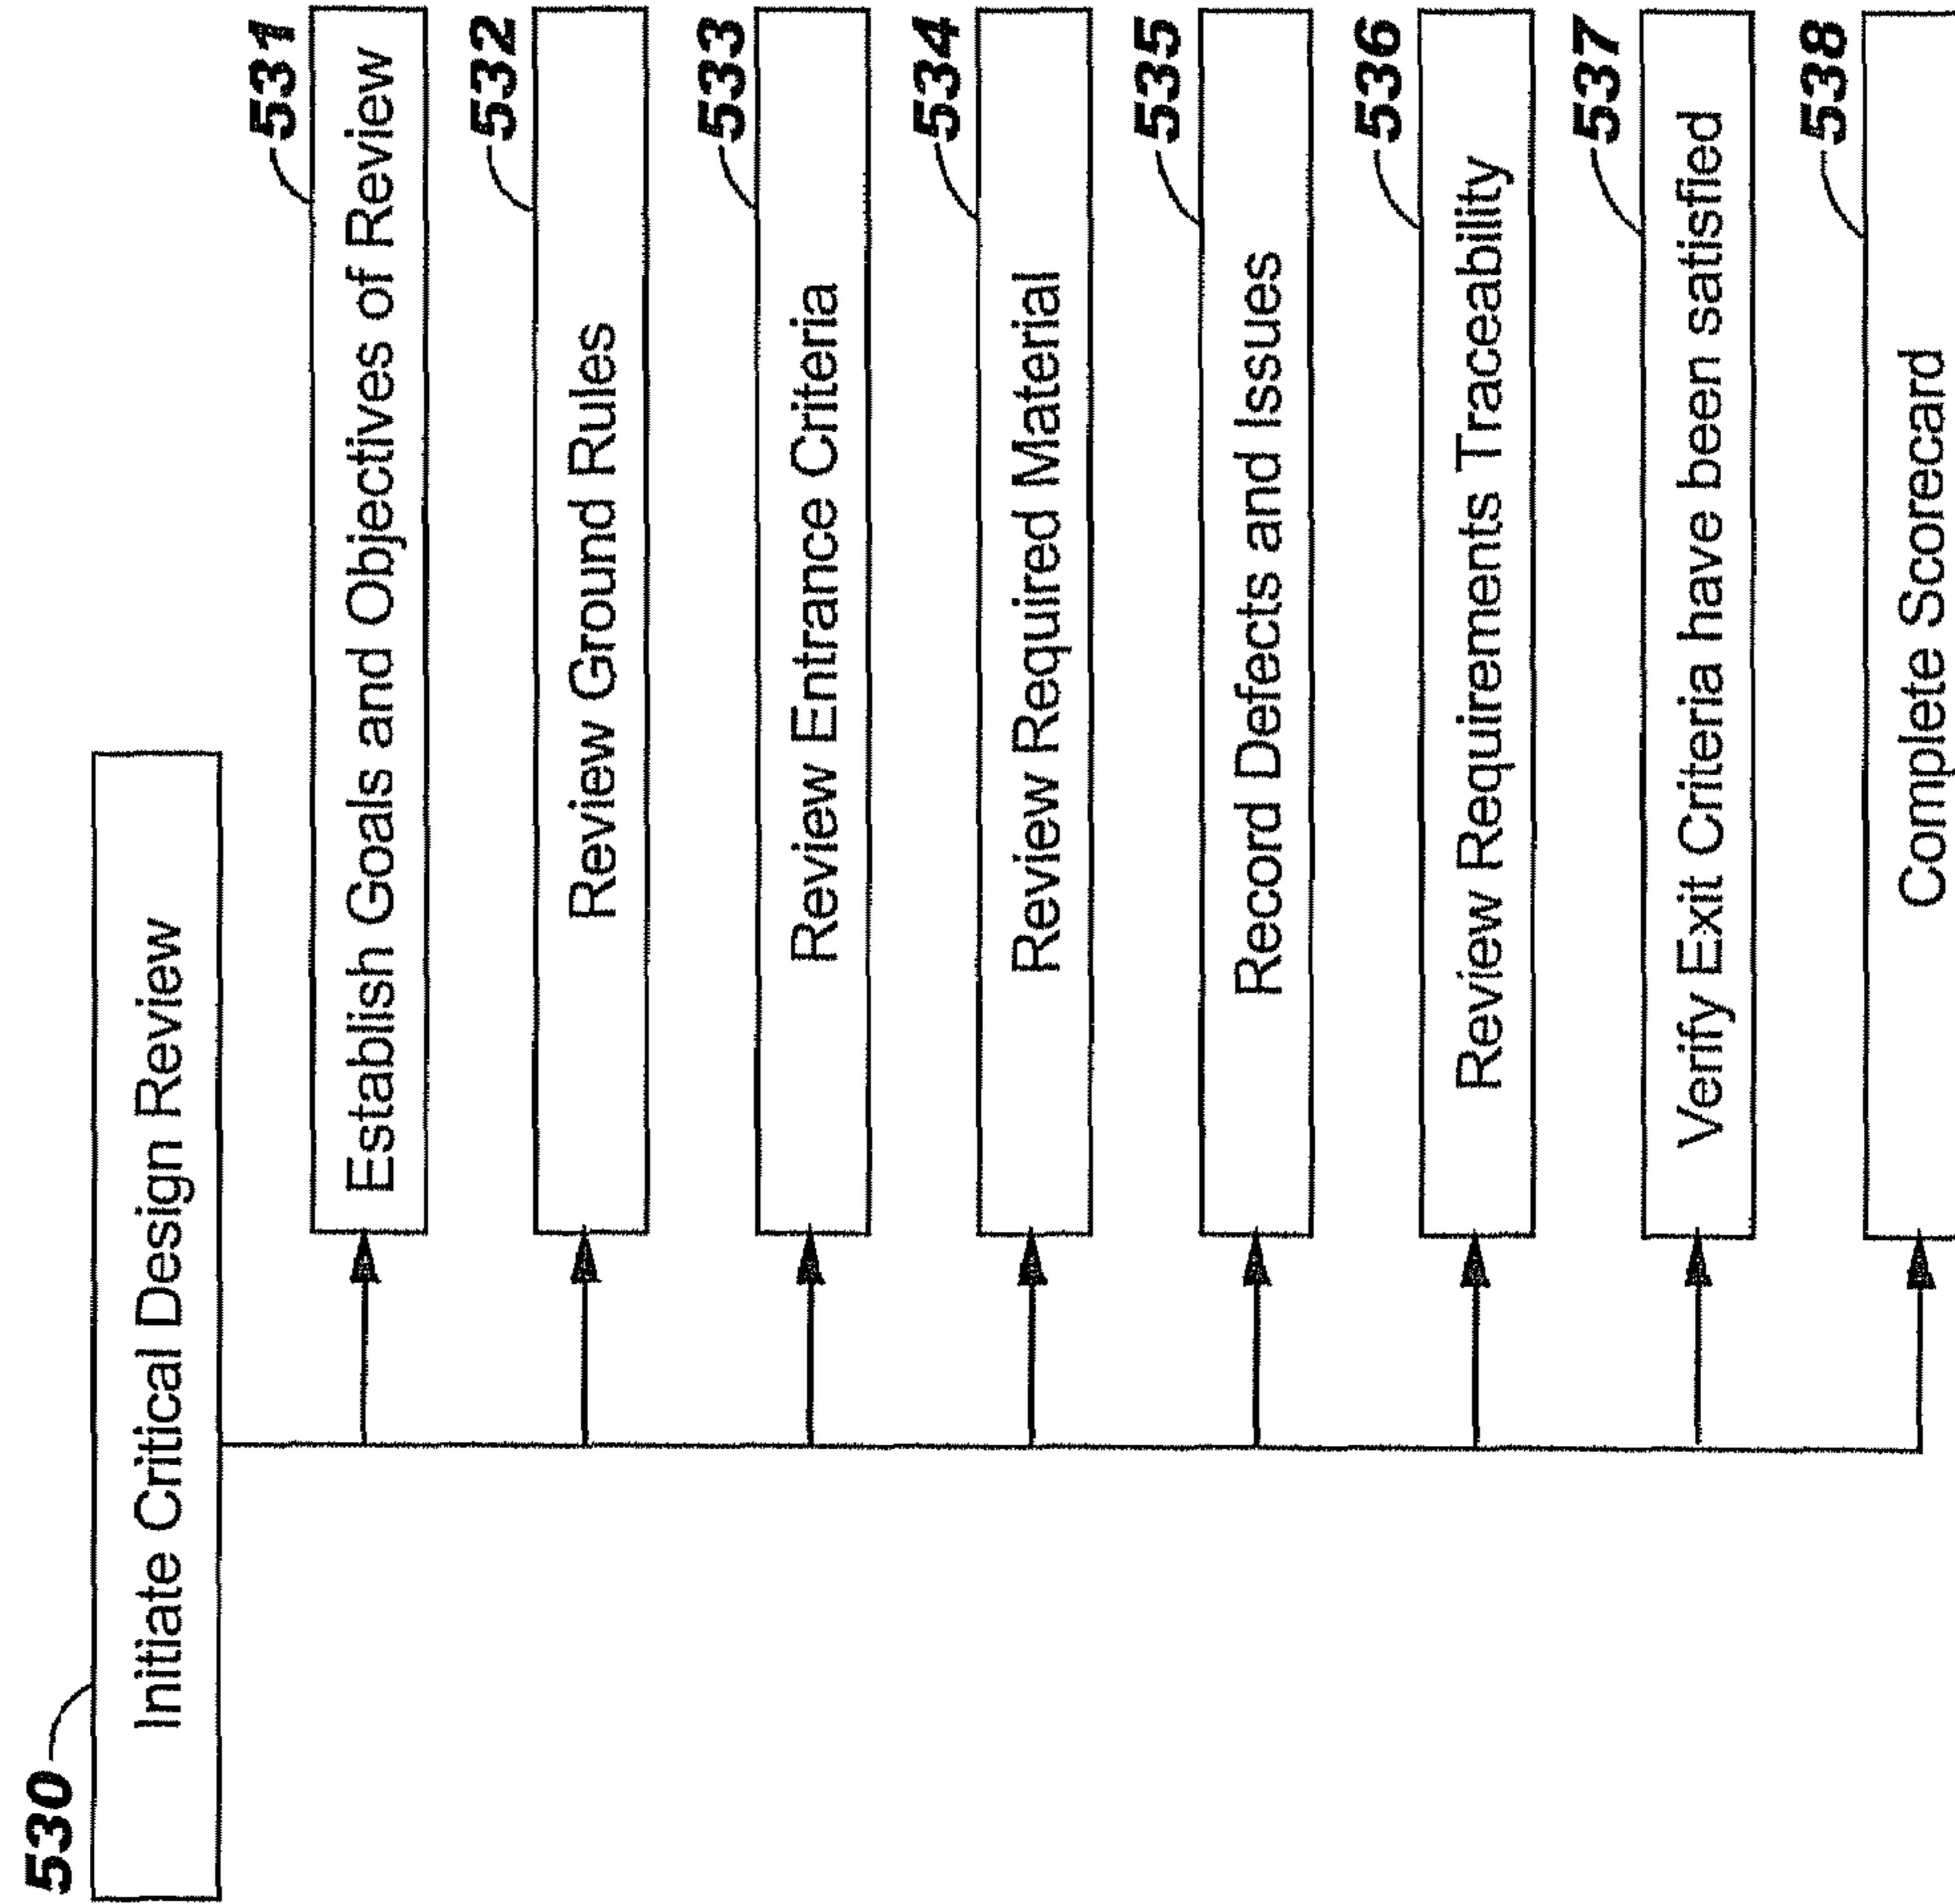 530
Initiate Critical Design Review
531
Establish Goals and Objectives of Review
532
Review Ground Rules
533
Review Entrance Criteria
534
Review Required Material
535
Record Defects and Issues
536
Review Requirements Traceability
537
Verify Exit Criteria have been satisfied
538
Complete Scorecard